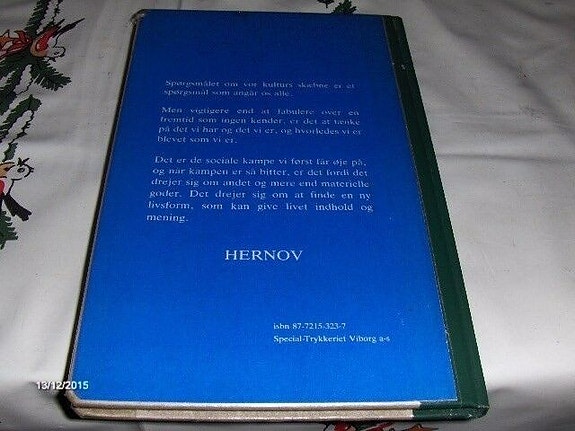 Spørgsmålet om vor kulturs skæbne er et
spørgsmål som angår os alle.
Men vigtigere end at fabulere over en
fremtid som ingen kender, er det at tænke
på det vi har og det vi er, og hvorledes vi er
blevet som vi er.
Det er de sociale kampe vi først får øje på,
og når kampen er så bitter, er det fordi det
drejer sig om andet og mere end materielle
goder. Det drejer sig om at finde en ny
livsform, som kan give livet indhold og
mening.
HERNOV
isbn 87-7215-323-7
Special-Trykkeriet Viborg a-s
13/12/2015